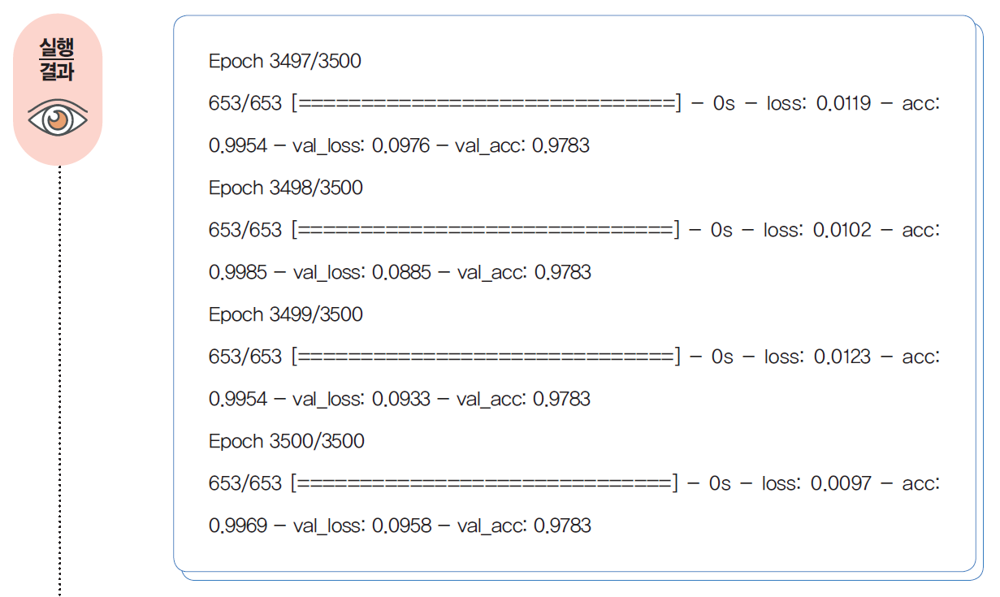 실행
결과
Epoch 3497/3500
653/653 [==============================] - 0s - loss: 0.0119 - acc:
0.9954 - val_loss: 0.0976 - val_acc: 0.9783
Epoch 3498/3500
653/653 [==============================] - 0s - loss: 0.0102 - acc:
0.9985 - val_loss: 0.0885 - val_acc: 0.9783
Epoch 3499/3500
653/653 [==============================] - 0s - loss: 0.0123 - acc:
0.9954 - val_loss: 0.0933 - val_acc: 0.9783
Epoch 3500/3500
653/653 [==============================] - 0s - loss: 0.0097 - acc:
0.9969 - val_loss: 0.0958 - val_acc: 0.9783